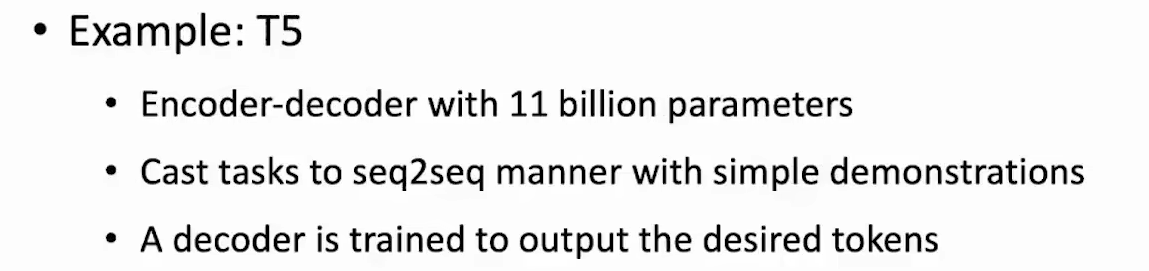 • Example: T5
• Encoder-decoder with 11 billion parameters
• Cast tasks to seq2seq manner with simple demonstrations
• A decoder is trained to output the desired tokens